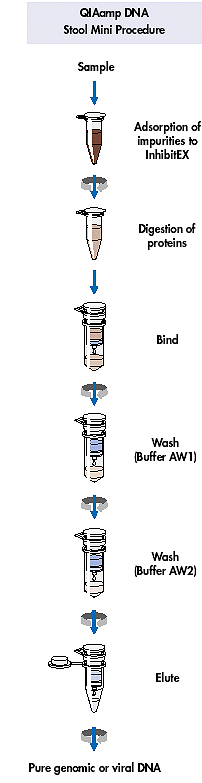 QIAamp DNA
Stool Mini Procedure
Sample
Adsorption of
impurities to
InhibitEX
Digestion of
proteins
Bind
Wash
(Buffer AW1)
Wash
(Buffer AW2)
Elute
Pure genomic or viral DNA